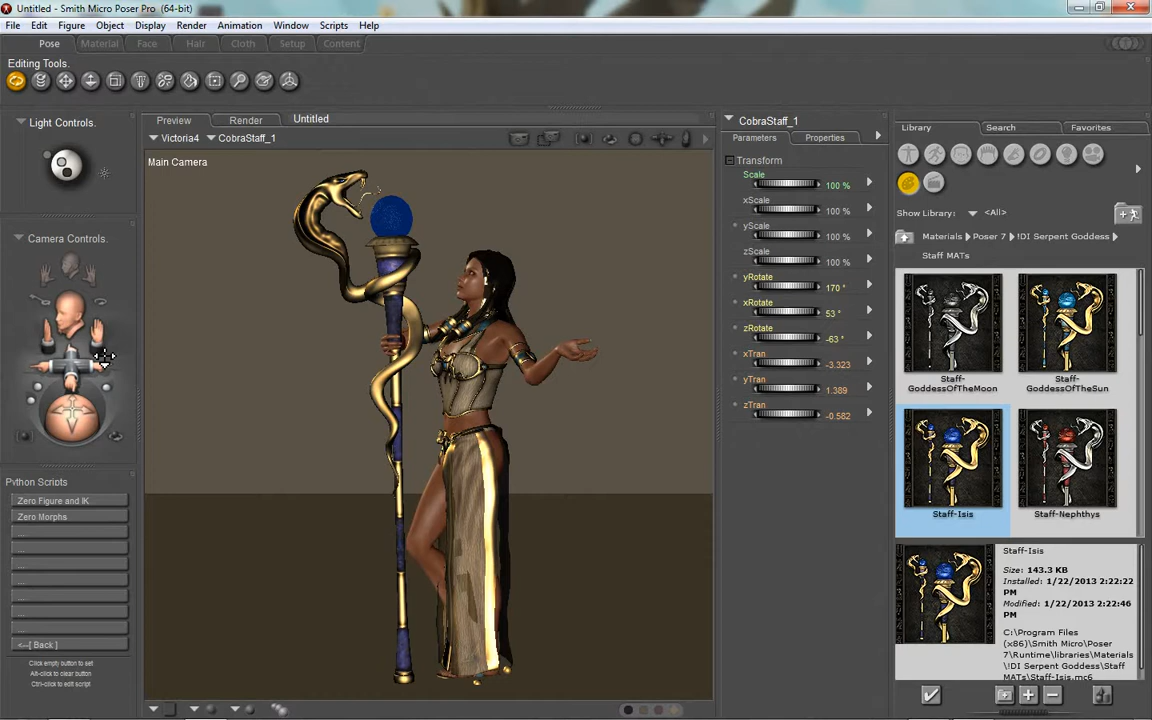 Untitled - Smith Micro Poser Pro (64-bit)
File Edit Figure Object Display Render Animation Window Scripts Help
Pose Material Face Hair Cloth Setup Content
Editing Tools.
Light Controls.
Camera Controls.
Python Scripts
Zero Figure and IK
Zero Morphs
...
...
...
...
...
...
...
<---[ Back ]
Click empty button to set
Alt-click to clear button
Ctrl-click to edit script
Preview Render Untitled
Victoria4 CobraStaff_1
Main Camera
CobraStaff_1
Parameters Properties
Transform
Scale
100 %
xScale
100 %
yScale
100 %
zScale
100 %
yRotate
170 °
xRotate
53 °
zRotate
-63 °
xTran
-3.323
yTran
1.389
zTran
-0.582
Library Search Favorites
Show Library: <All>
Materials Poser 7 !DI Serpent Goddess
Staff MATs
Staff-
GoddessOfTheMoon
Staff-
GoddessOfTheSun
Staff-Isis
Staff-Nephthys
Staff-Isis
Size: 143.3 KB
Installed: 1/22/2013 2:22:22
PM
Modified: 1/22/2013 2:22:46
PM
C:\Program Files
(x86)\Smith Micro\Poser
7\Runtime\libraries\Materials
\!DI Serpent Goddess\Staff
MATs\Staff-Isis.mc6